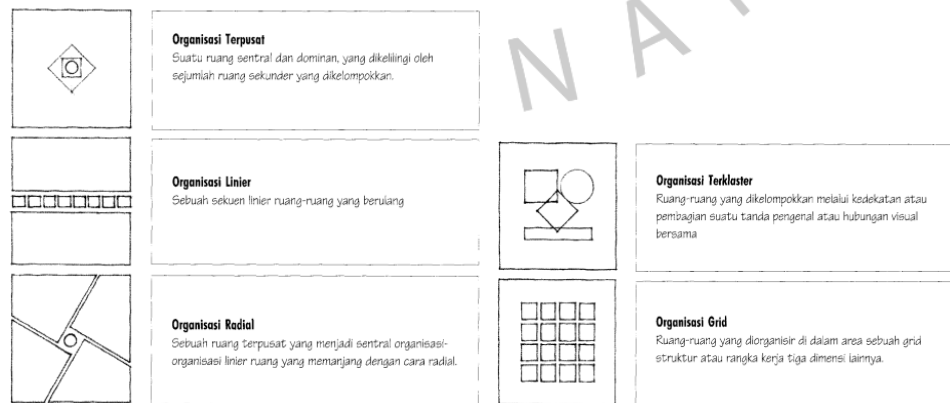 Organisasi Terpusat
Suatu ruang sentral dan dominan, yang dikelilingi oleh
sejumlah ruang sekunder yang dikelompokkan.
Organisasi Linier
Sebuah sekuen linier ruang-ruang yang berulang
Organisasi Radial
Sebuah ruang terpusat yang menjadi sentral organisasi-
organisasi linier ruang yang memanjang dengan cara radial.
N A
Organisasi Terklaster
Ruang-ruang yang dikelompokkan melalui kedekatan atau
pembagian suatu tanda pengenal atau hubungan visual
bersama
Organisasi Grid
Ruang-ruang yang diorganisir di dalam area sebuah grid
struktur atau rangka kerja tiga dimensi lainnya.